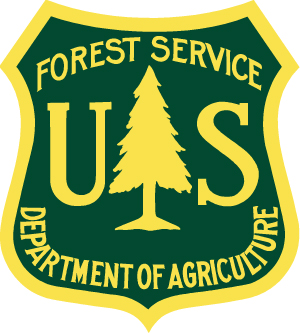 FOREST SERVICE
U S
DEPARTMENT OF AGRICULTURE